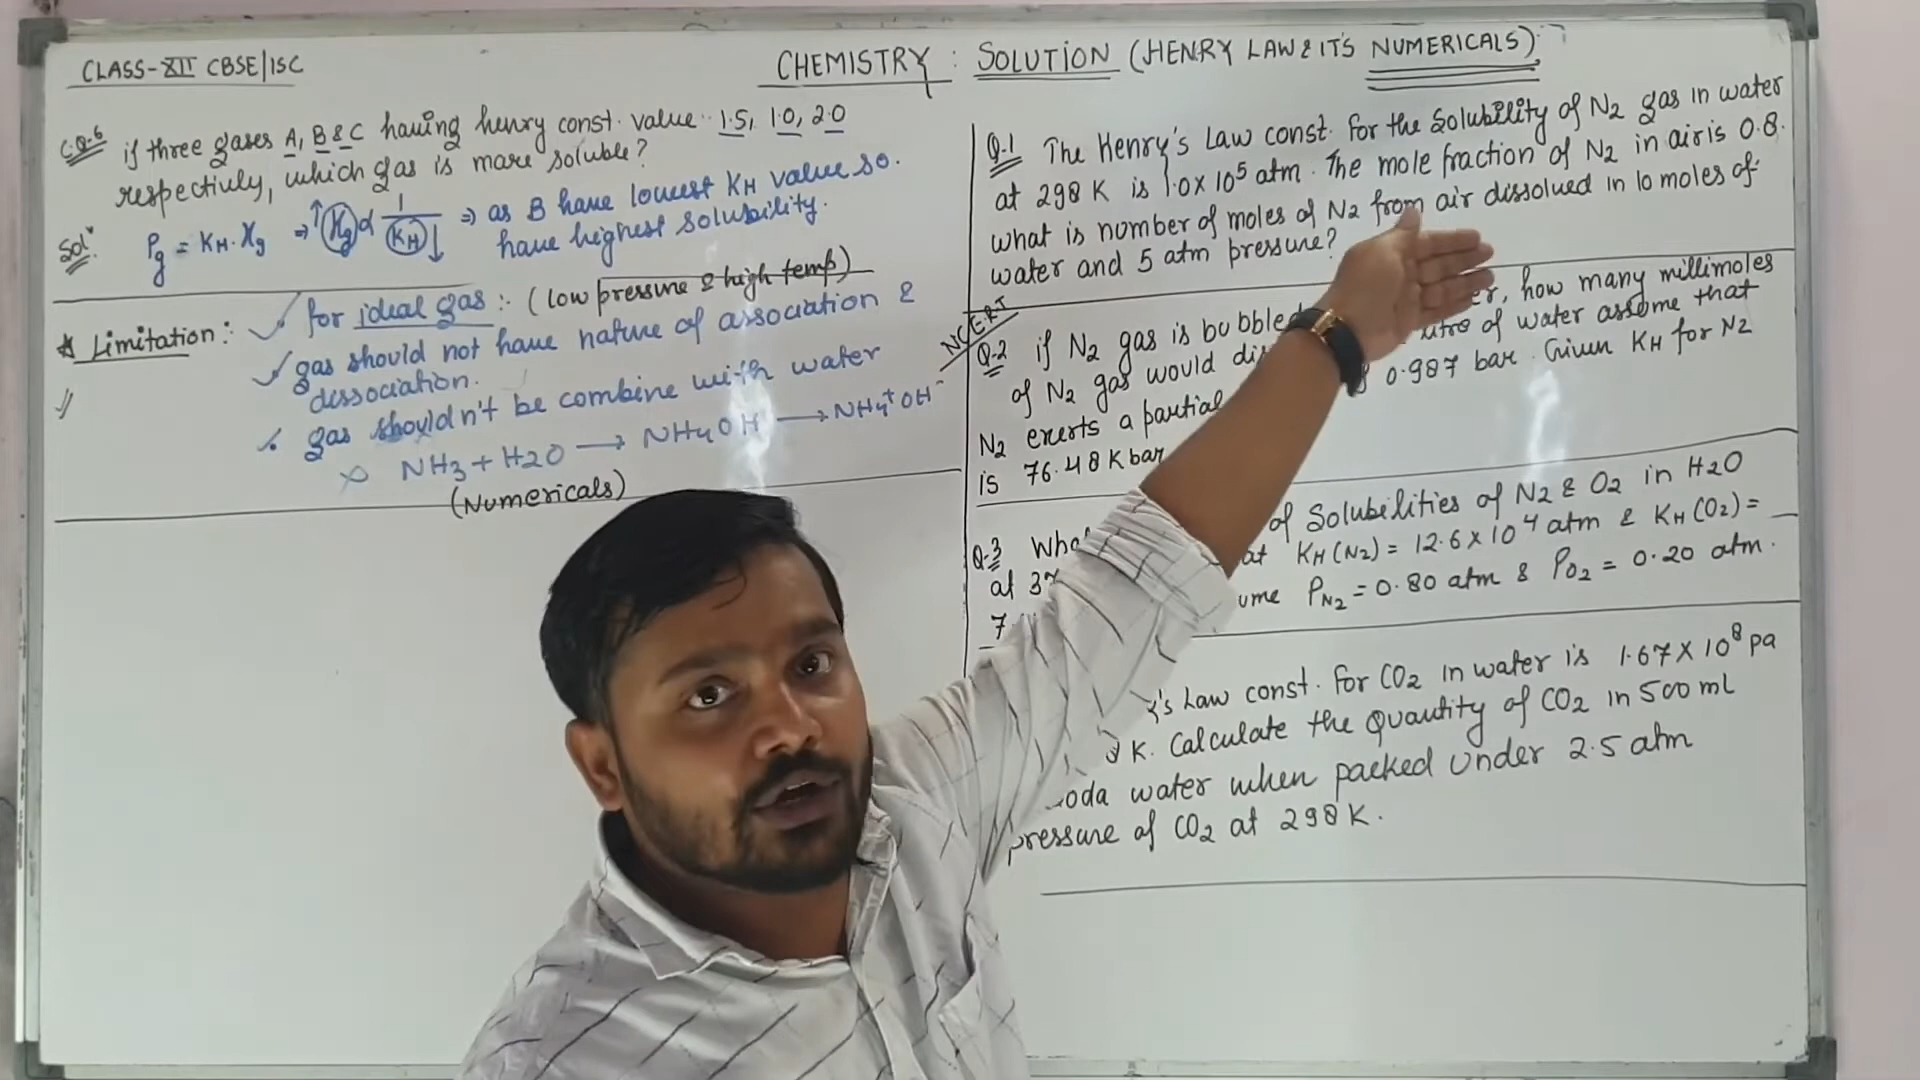 CLASS-XII CBSE/ISC
CHEMISTRY : SOLUTION (HENRY LAW & IT'S NUMERICALS)
C.Q.6 if three gases A, B & C having henry const. value 1.5, 1.0, 2.0
respectivly, which gas is more soluble?
Sol^n. Pg = KH.Xg ⇒ ↑Xg ∝ 1/KH↓ ⇒ as B have lowest KH value so.
have highest solubility.
* Limitation :- for ideal gas :- (low pressure & high temp)
gas should not have nature of association &
dissociation.
gas shouldn't be combine with water
NH3 + H2O → NH4OH → NH4+OH-
(Numericals)
Q.1 The Henry's Law const. for the Solubility of N2 gas in water
at 298 K is 1.0 x 10^5 atm. The mole fraction of N2 in air is 0.8.
what is number of moles of N2 from air dissolved in 10 moles of
water and 5 atm pressure?
NCERT
Q-2 if N2 gas is bubble er, how many millimoles
of N2 gas would dis litre of water assume that
N2 exerts a partial 0.987 bar. Given KH for N2
is 76.48 Kbar
Q-3 of Solubilities of N2 & O2 in H2O
at at KH(N2) = 12.6 x 10^4 atm & KH(O2) =
7. ume PN2 = 0.80 atm & PO2 = 0.20 atm.
's Law const. for CO2 in water is 1.67 X 10^8 pa
K. Calculate the Quantity of CO2 in 500 mL
oda water when packed under 2.5 atm
pressure of CO2 at 298 K.